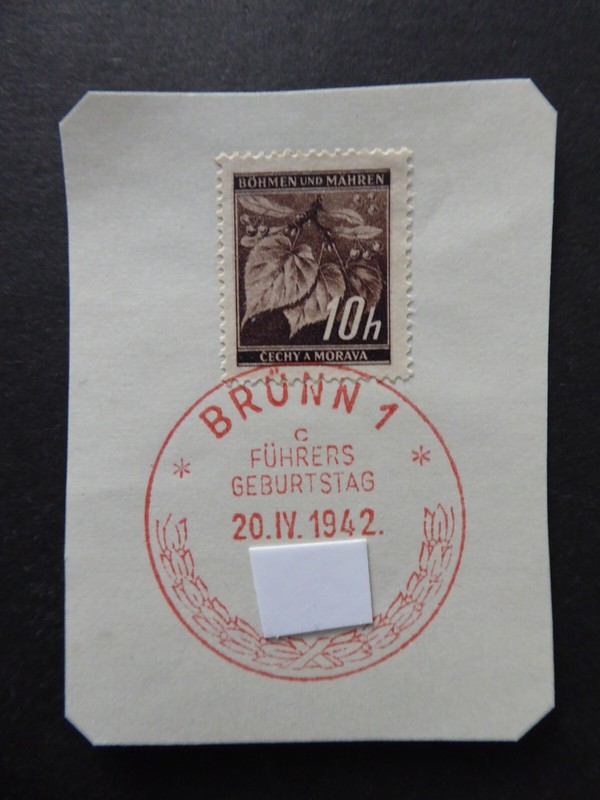 BÖHMEN UND MÄHREN
10h
ČECHY A MORAVA
BRÜNN 1
* C *
FÜHRERS
GEBURTSTAG
20.IV.1942.